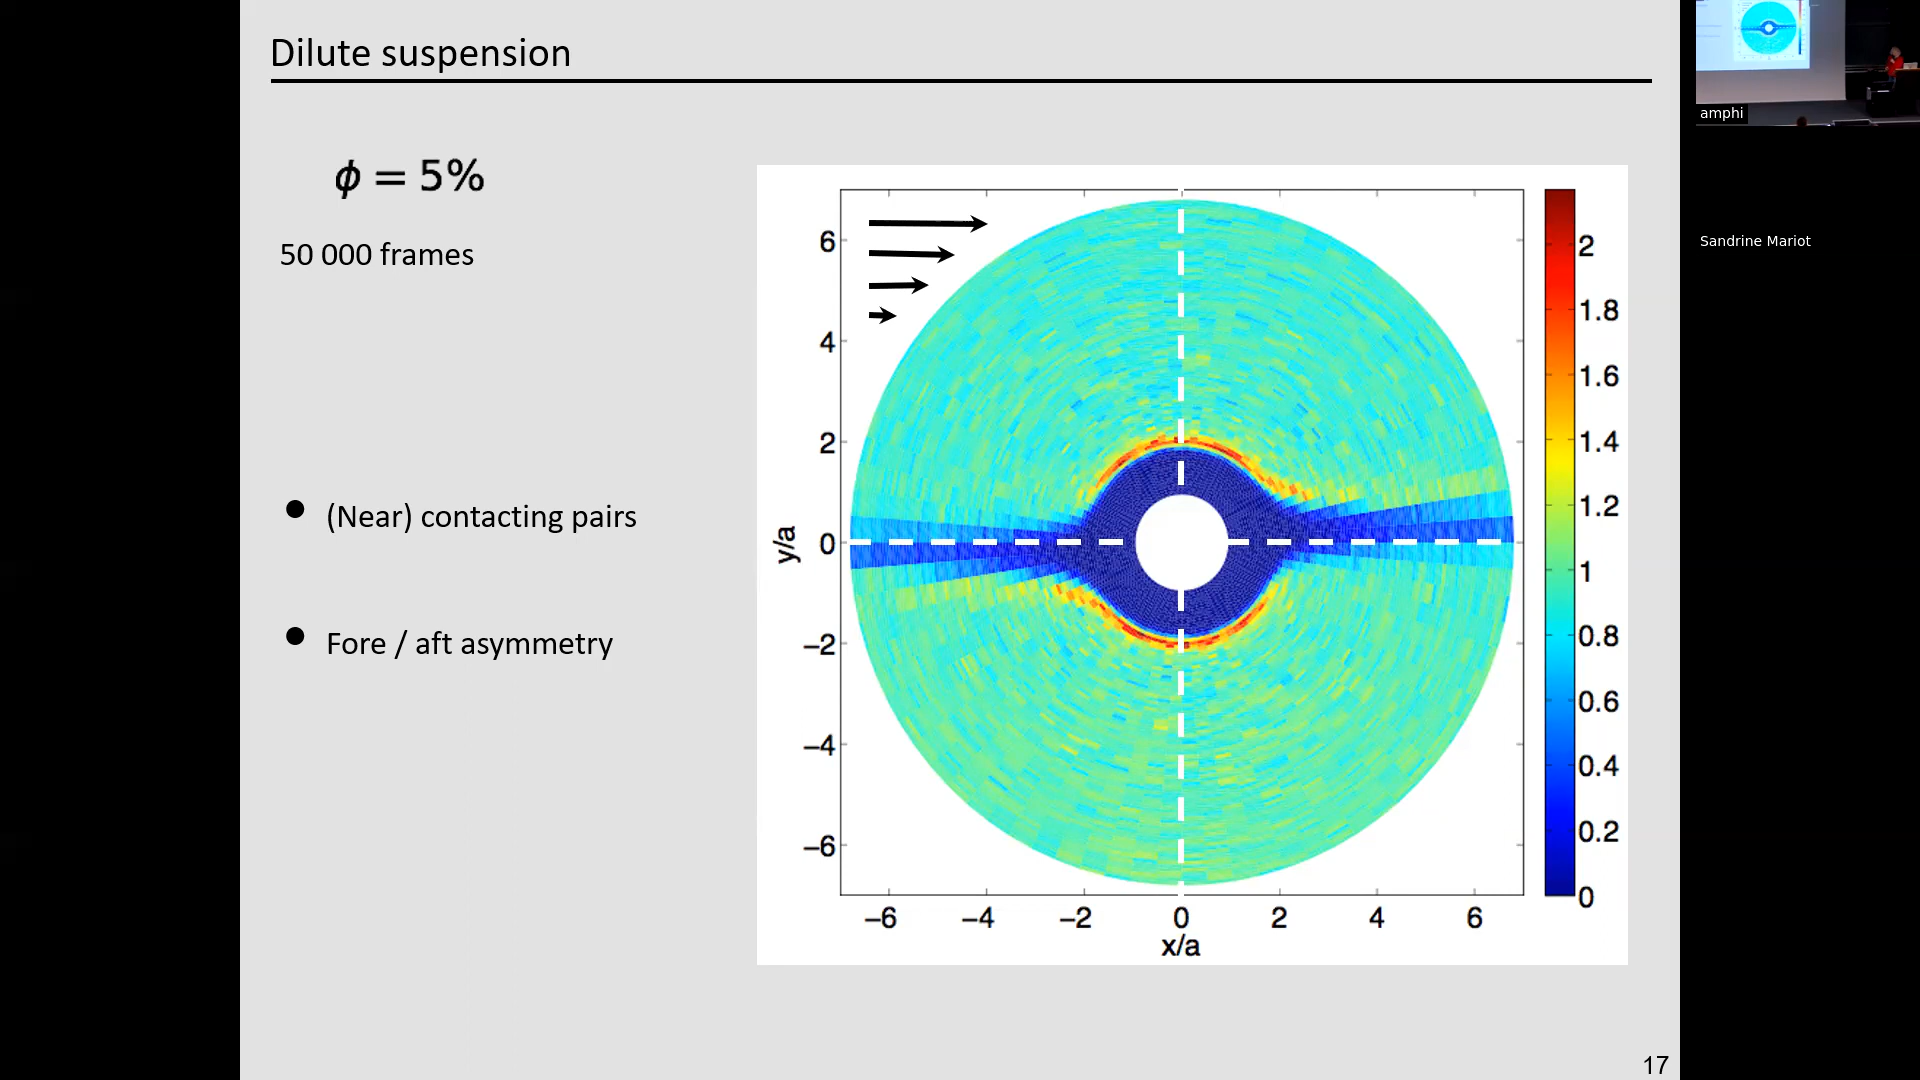 Dilute suspension
ϕ = 5%
50 000 frames
• (Near) contacting pairs
• Fore / aft asymmetry
y/a
6
4
2
0
−2
−4
−6
−6 −4 −2 0 2 4 6
x/a
2
1.8
1.6
1.4
1.2
1
0.8
0.6
0.4
0.2
0
17
amphi
Sandrine Mariot